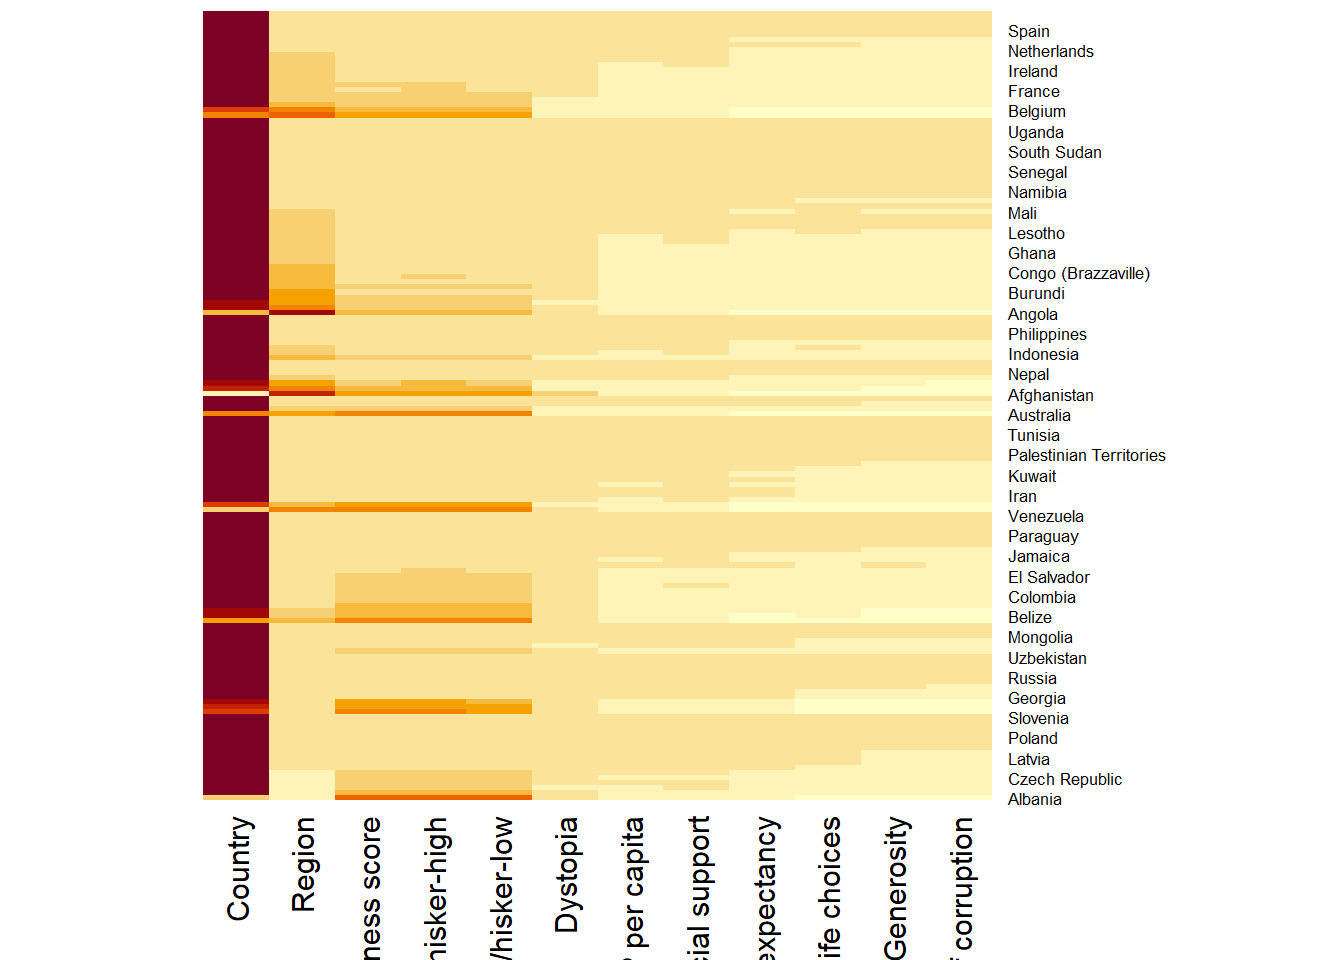 Spain
Netherlands
Ireland
France
Belgium
Uganda
South Sudan
Senegal
Namibia
Mali
Lesotho
Ghana
Congo (Brazzaville)
Burundi
Angola
Philippines
Indonesia
Nepal
Afghanistan
Australia
Tunisia
Palestinian Territories
Kuwait
Iran
Venezuela
Paraguay
Jamaica
El Salvador
Colombia
Belize
Mongolia
Uzbekistan
Russia
Georgia
Slovenia
Poland
Latvia
Czech Republic
Albania
Country
Region
ness score
hisker-high
Whisker-low
Dystopia
per capita
cial support
expectancy
ife choices
Generosity
corruption